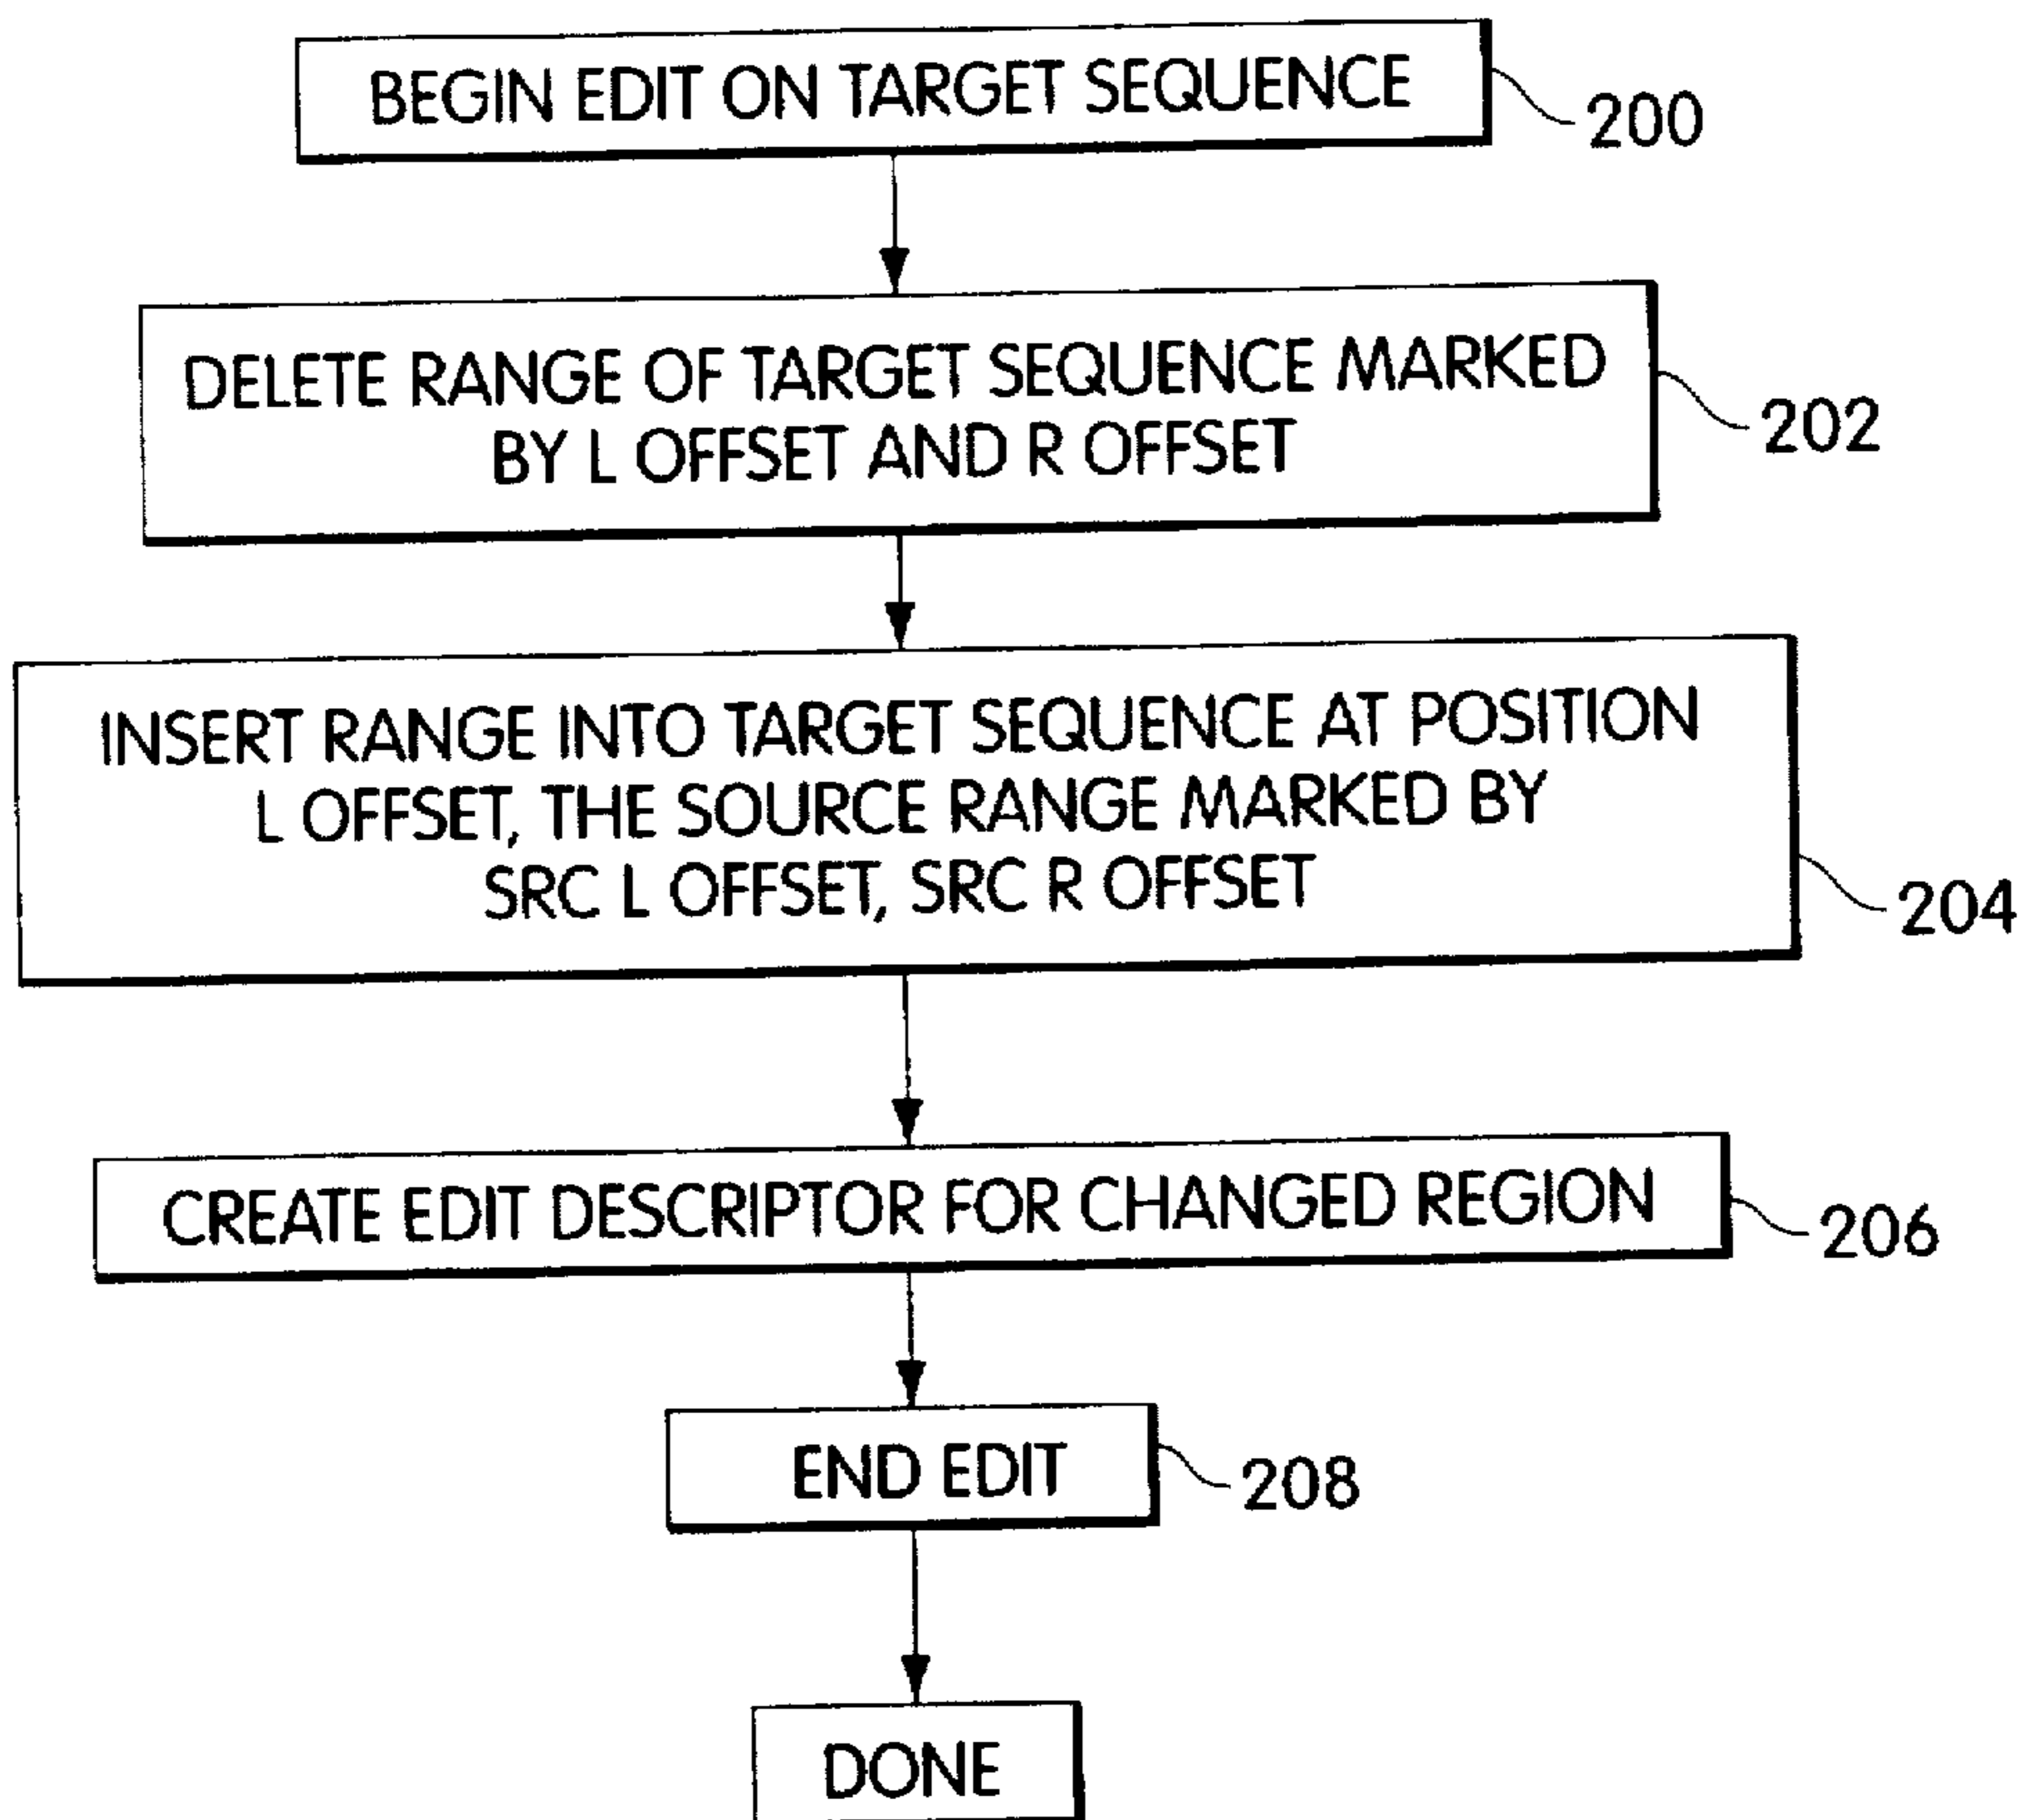 BEGIN EDIT ON TARGET SEQUENCE
200
DELETE RANGE OF TARGET SEQUENCE MARKED
BY L OFFSET AND R OFFSET
202
INSERT RANGE INTO TARGET SEQUENCE AT POSITION
L OFFSET, THE SOURCE RANGE MARKED BY
SRC L OFFSET, SRC R OFFSET
204
CREATE EDIT DESCRIPTOR FOR CHANGED REGION
206
END EDIT
208
DONE